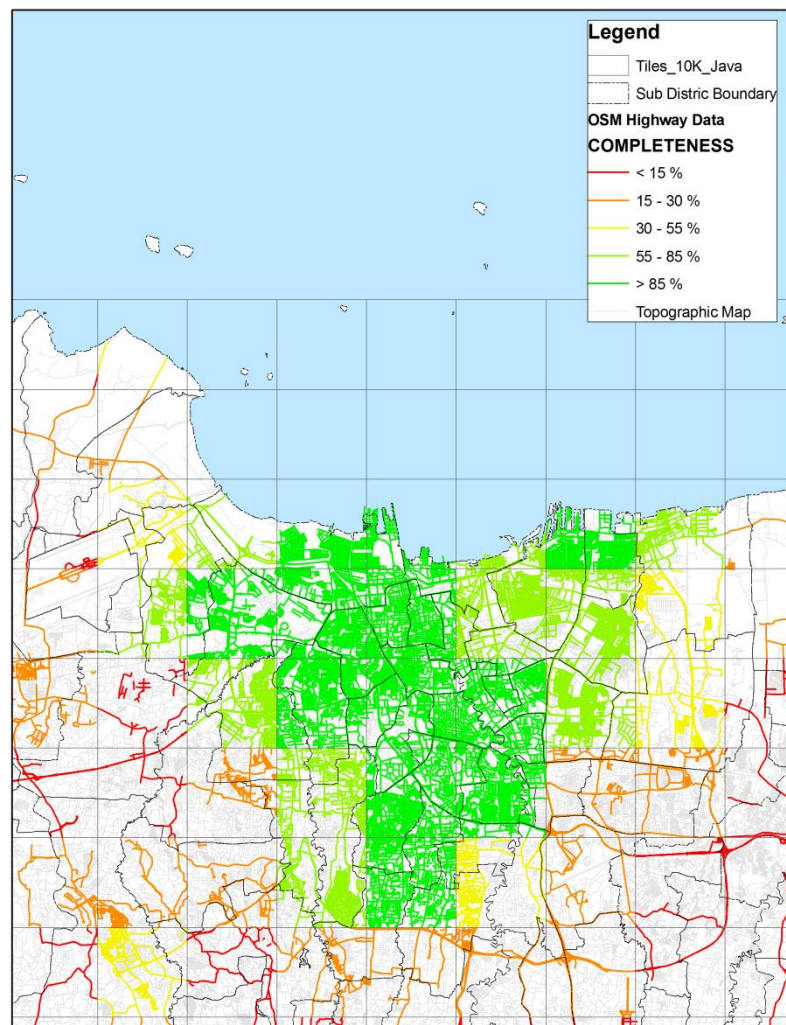 Legend
Tiles_10K_Java
Sub Distric Boundary
OSM Highway Data
COMPLETENESS
< 15 %
15 - 30 %
30 - 55 %
55 - 85 %
> 85 %
Topographic Map